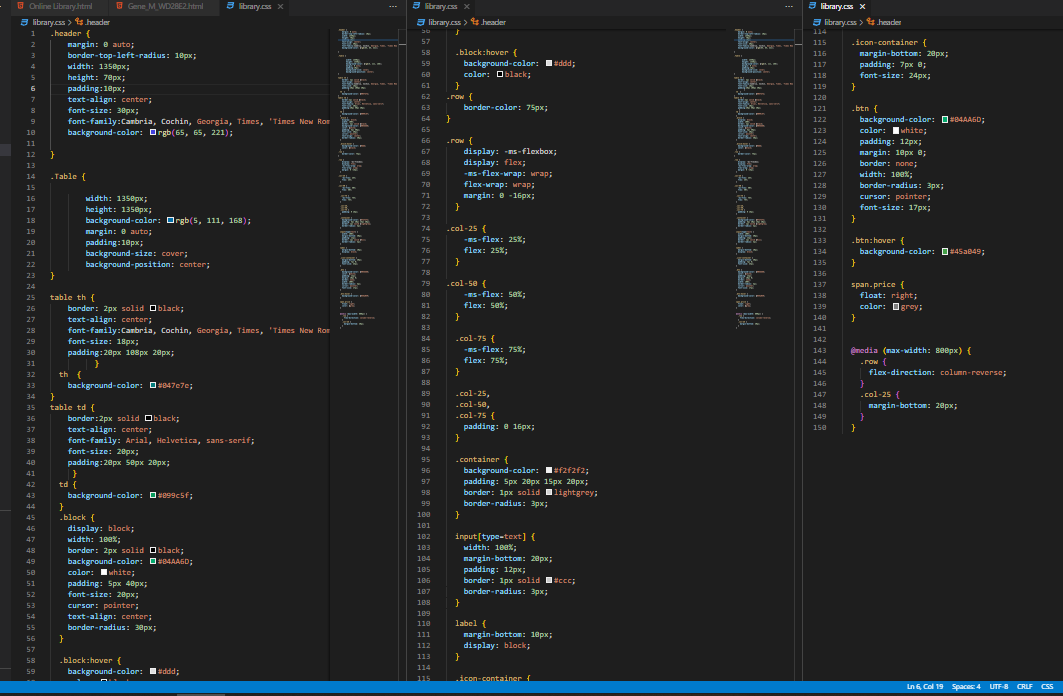 Online Library.html Gene_M_WD28E2.html library.css × ···
library.css > .header
1 .header {
2 margin: 0 auto;
3 border-top-left-radius: 10px;
4 width: 1350px;
5 height: 70px;
6 padding:10px;
7 text-align: center;
8 font-size: 30px;
9 font-family:Cambria, Cochin, Georgia, Times, 'Times New Rom
10 background-color: rgb(65, 65, 221);
11
12 }
13
14 .Table {
15
16 width: 1350px;
17 height: 1350px;
18 background-color: rgb(5, 111, 168);
19 margin: 0 auto;
20 padding:10px;
21 background-size: cover;
22 background-position: center;
23 }
24
25 table th {
26 border: 2px solid black;
27 text-align: center;
28 font-family:Cambria, Cochin, Georgia, Times, 'Times New Rom
29 font-size: 18px;
30 padding:20px 108px 20px;
31 }
32 th {
33 background-color: #047e7e;
34 }
35 table td {
36 border:2px solid black;
37 text-align: center;
38 font-family: Arial, Helvetica, sans-serif;
39 font-size: 20px;
40 padding:20px 50px 20px;
41 }
42 td {
43 background-color: #099c5f;
44 }
45 .block {
46 display: block;
47 width: 100%;
48 border: 2px solid black;
49 background-color: #04AA6D;
50 color: white;
51 padding: 5px 40px;
52 font-size: 20px;
53 cursor: pointer;
54 text-align: center;
55 border-radius: 30px;
56 }
57
58 .block:hover {
59 background-color: #ddd;
library.css × ···
library.css > .header
56 }
57
58 .block:hover {
59 background-color: #ddd;
60 color: black;
61 }
62 .row {
63 border-color: 75px;
64 }
65
66 .row {
67 display: -ms-flexbox;
68 display: flex;
69 -ms-flex-wrap: wrap;
70 flex-wrap: wrap;
71 margin: 0 -16px;
72 }
73
74 .col-25 {
75 -ms-flex: 25%;
76 flex: 25%;
77 }
78
79 .col-50 {
80 -ms-flex: 50%;
81 flex: 50%;
82 }
83
84 .col-75 {
85 -ms-flex: 75%;
86 flex: 75%;
87 }
88
89 .col-25,
90 .col-50,
91 .col-75 {
92 padding: 0 16px;
93 }
94
95 .container {
96 background-color: #f2f2f2;
97 padding: 5px 20px 15px 20px;
98 border: 1px solid lightgrey;
99 border-radius: 3px;
100 }
101
102 input[type=text] {
103 width: 100%;
104 margin-bottom: 20px;
105 padding: 12px;
106 border: 1px solid #ccc;
107 border-radius: 3px;
108 }
109
110 label {
111 margin-bottom: 10px;
112 display: block;
113 }
114
115 .icon-container {
library.css ×
library.css > .header
114
115 .icon-container {
116 margin-bottom: 20px;
117 padding: 7px 0;
118 font-size: 24px;
119 }
120
121 .btn {
122 background-color: #04AA6D;
123 color: white;
124 padding: 12px;
125 margin: 10px 0;
126 border: none;
127 width: 100%;
128 border-radius: 3px;
129 cursor: pointer;
130 font-size: 17px;
131 }
132
133 .btn:hover {
134 background-color: #45a049;
135 }
136
137 span.price {
138 float: right;
139 color: grey;
140 }
141
142
143 @media (max-width: 800px) {
144 .row {
145 flex-direction: column-reverse;
146 }
147 .col-25 {
148 margin-bottom: 20px;
149 }
150 }
Ln 6, Col 19 Spaces: 4 UTF-8 CRLF CSS